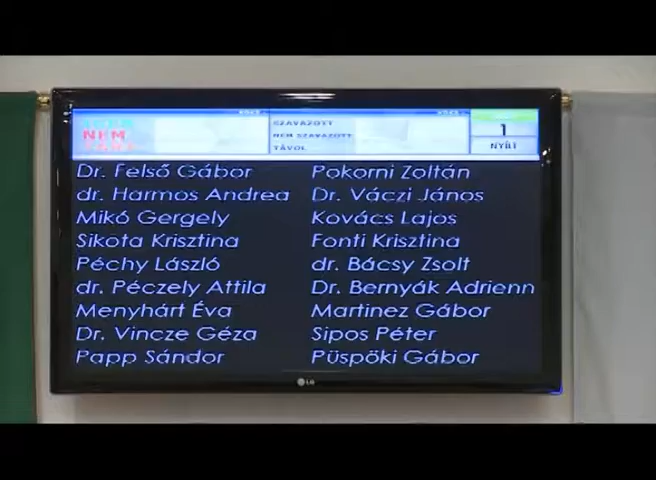 NEM
SZAVAZOTT
NEM SZAVAZOTT
TÁVOL
1
NYÍLT
Dr. Felső Gábor
Pokorni Zoltán
dr. Harmos Andrea
Dr. Váczi János
Mikó Gergely
Kovács Lajos
Sikota Krisztina
Fonti Krisztina
Péchy László
dr. Bácsy Zsolt
dr. Péczely Attila
Dr. Bernyák Adrienn
Menyhárt Éva
Martinez Gábor
Dr. Vincze Géza
Sipos Péter
Papp Sándor
Püspöki Gábor
LG